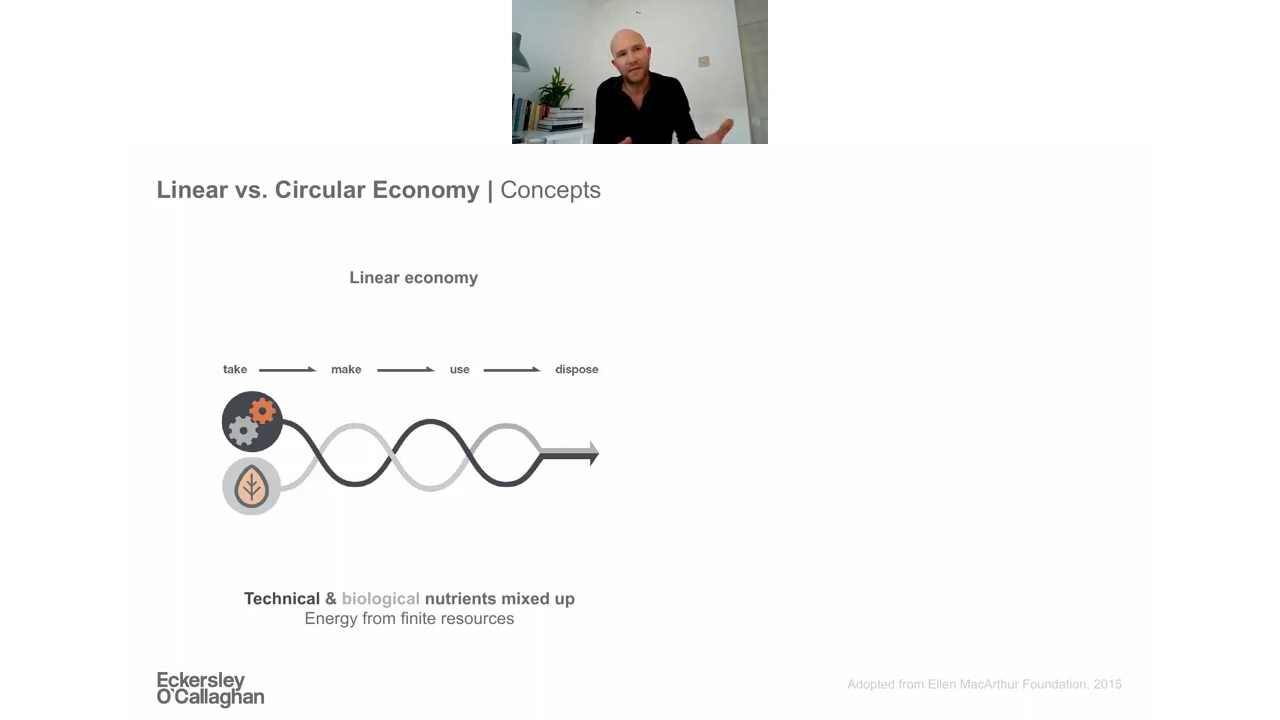 Linear vs. Circular Economy | Concepts
Linear economy
take make use dispose
Technical & biological nutrients mixed up
Energy from finite resources
Eckersley
O'Callaghan
Adopted from Ellen MacArthur Foundation, 2015